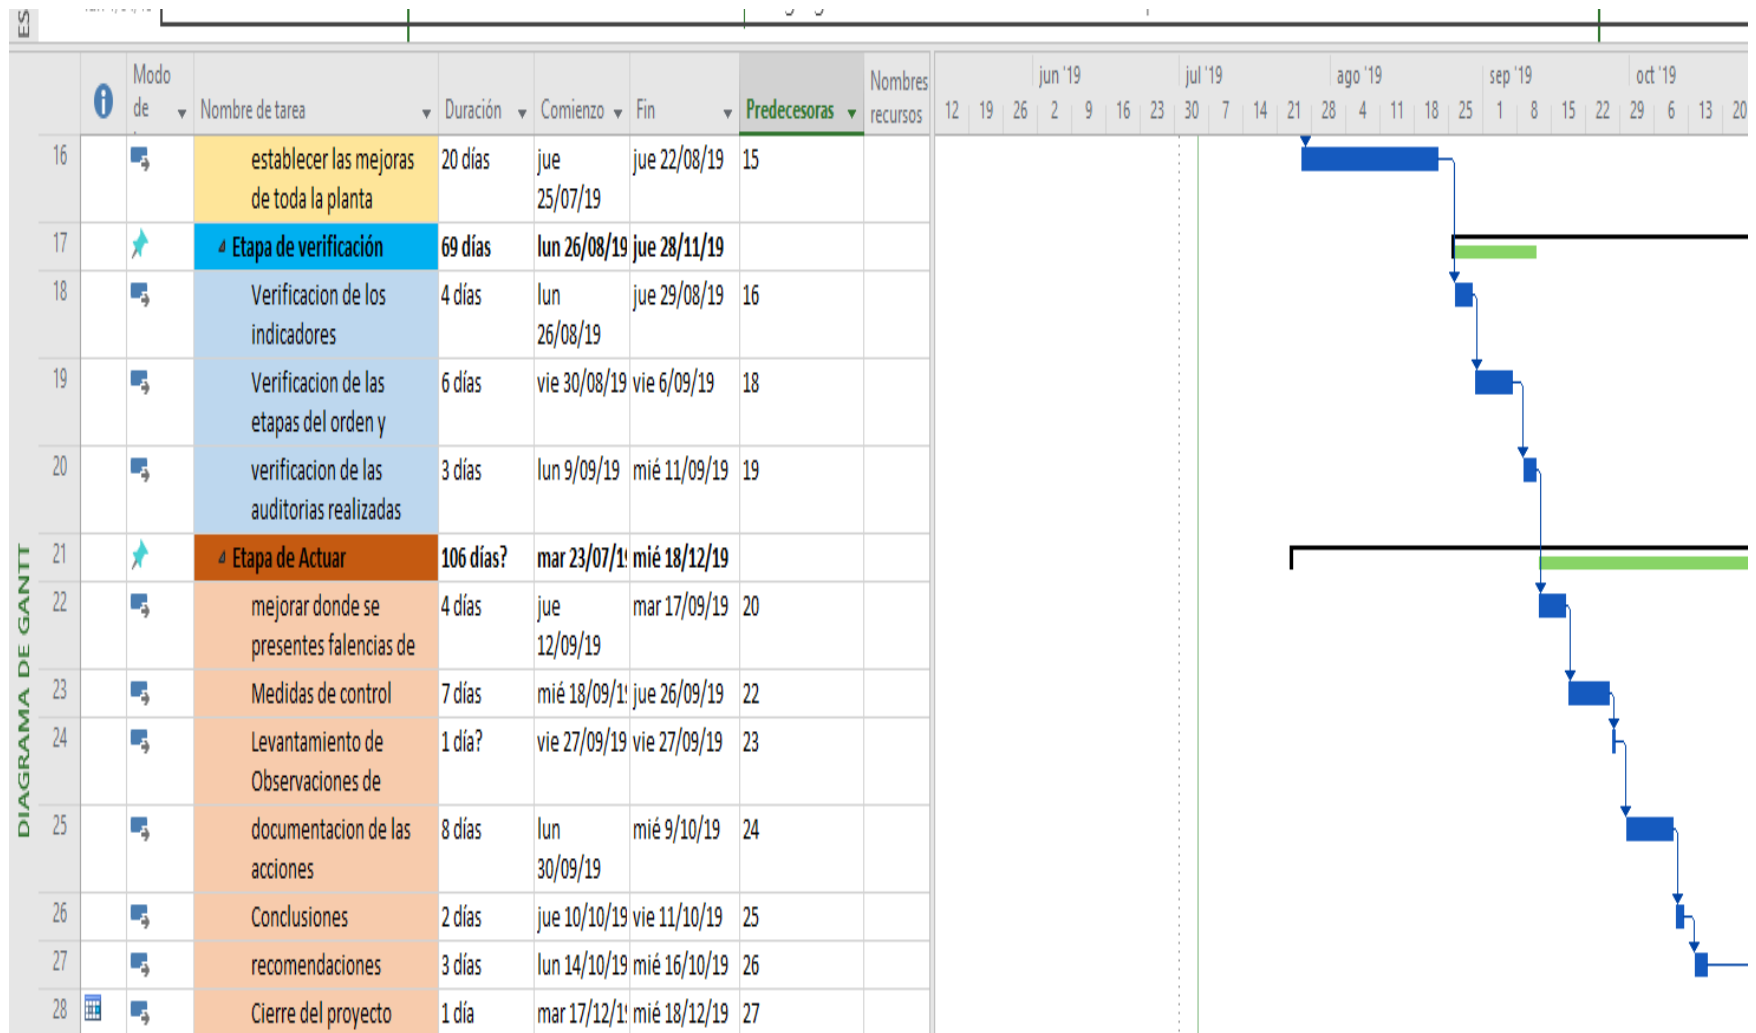 Modo
de
Nombre de tarea
Duración
Comienzo
Fin
Predecesoras
Nombres
recursos
jun '19
jul '19
ago '19
sep '19
oct '19
12 19 26 2 9 16 23 30 7 14 21 28 4 11 18 25 1 8 15 22 29 6 13 20
16 establecer las mejoras de toda la planta 20 días jue 25/07/19 jue 22/08/19 15
17 Etapa de verificación 69 días lun 26/08/19 jue 28/11/19
18 Verificacion de los indicadores 4 días lun 26/08/19 jue 29/08/19 16
19 Verificacion de las etapas del orden y 6 días vie 30/08/19 vie 6/09/19 18
20 verificacion de las auditorias realizadas 3 días lun 9/09/19 mié 11/09/19 19
21 Etapa de Actuar 106 días? mar 23/07/1 mié 18/12/19
22 mejorar donde se presentes falencias de 4 días jue 12/09/19 mar 17/09/19 20
23 Medidas de control 7 días mié 18/09/1 jue 26/09/19 22
24 Levantamiento de Observaciones de 1 día? vie 27/09/19 vie 27/09/19 23
25 documentacion de las acciones 8 días lun 30/09/19 mié 9/10/19 24
26 Conclusiones 2 días jue 10/10/19 vie 11/10/19 25
27 recomendaciones 3 días lun 14/10/19 mié 16/10/19 26
28 Cierre del proyecto 1 día mar 17/12/1 mié 18/12/19 27
DIAGRAMA DE GANTT
ES